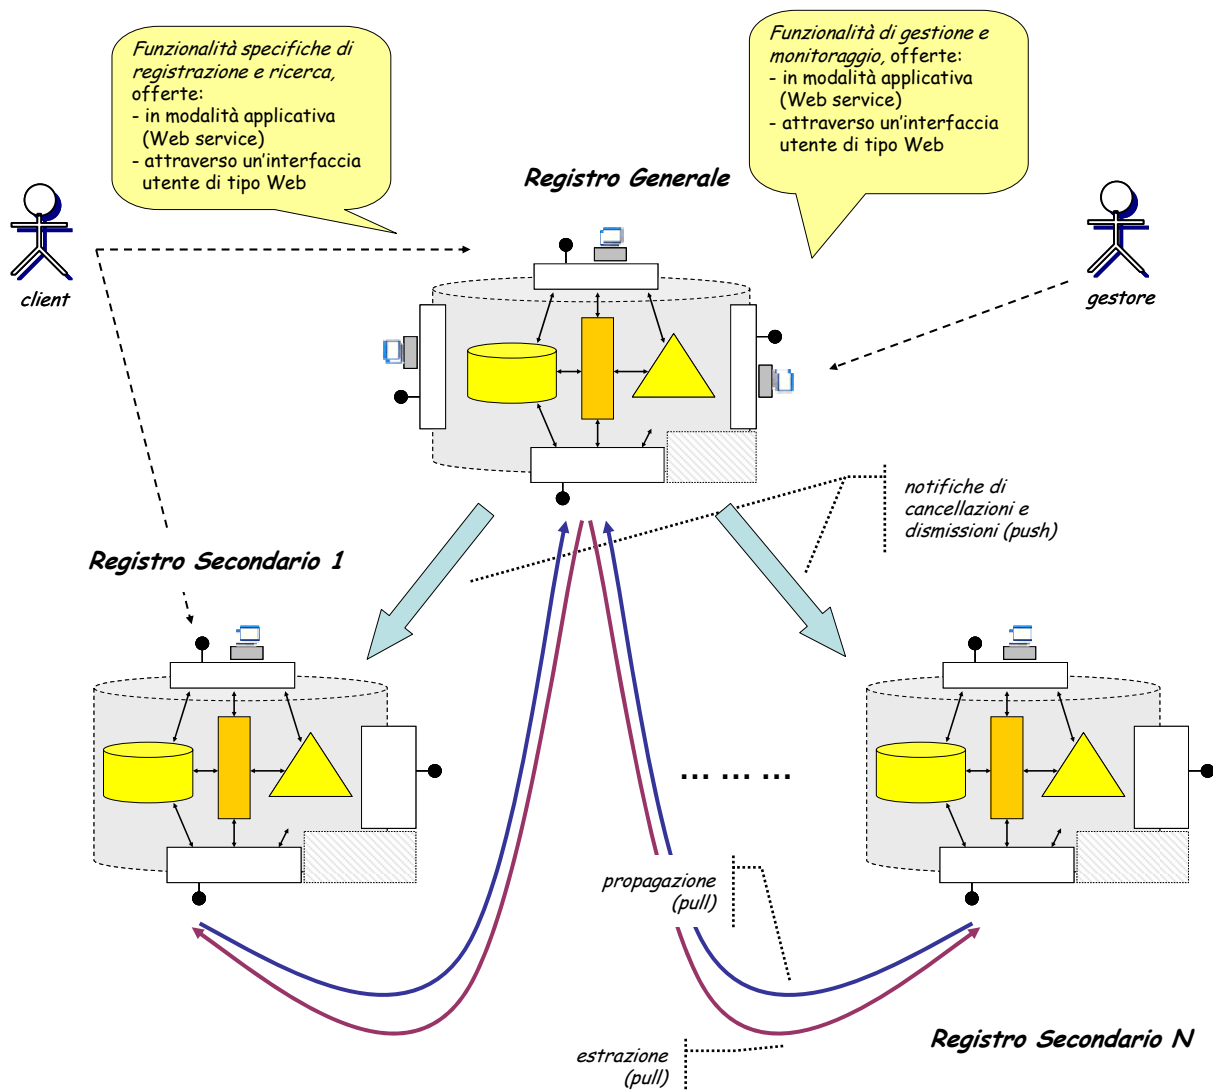 Funzionalità specifiche di
registrazione e ricerca,
offerte:
- in modalità applicativa
(Web service)
- attraverso un'interfaccia
utente di tipo Web
Funzionalità di gestione e
monitoraggio, offerte:
- in modalità applicativa
(Web service)
- attraverso un'interfaccia
utente di tipo Web
Registro Generale
client
gestore
notifiche di
cancellazioni e
dismissioni (push)
Registro Secondario 1
... ... ...
propagazione
(pull)
Registro Secondario N
estrazione
(pull)